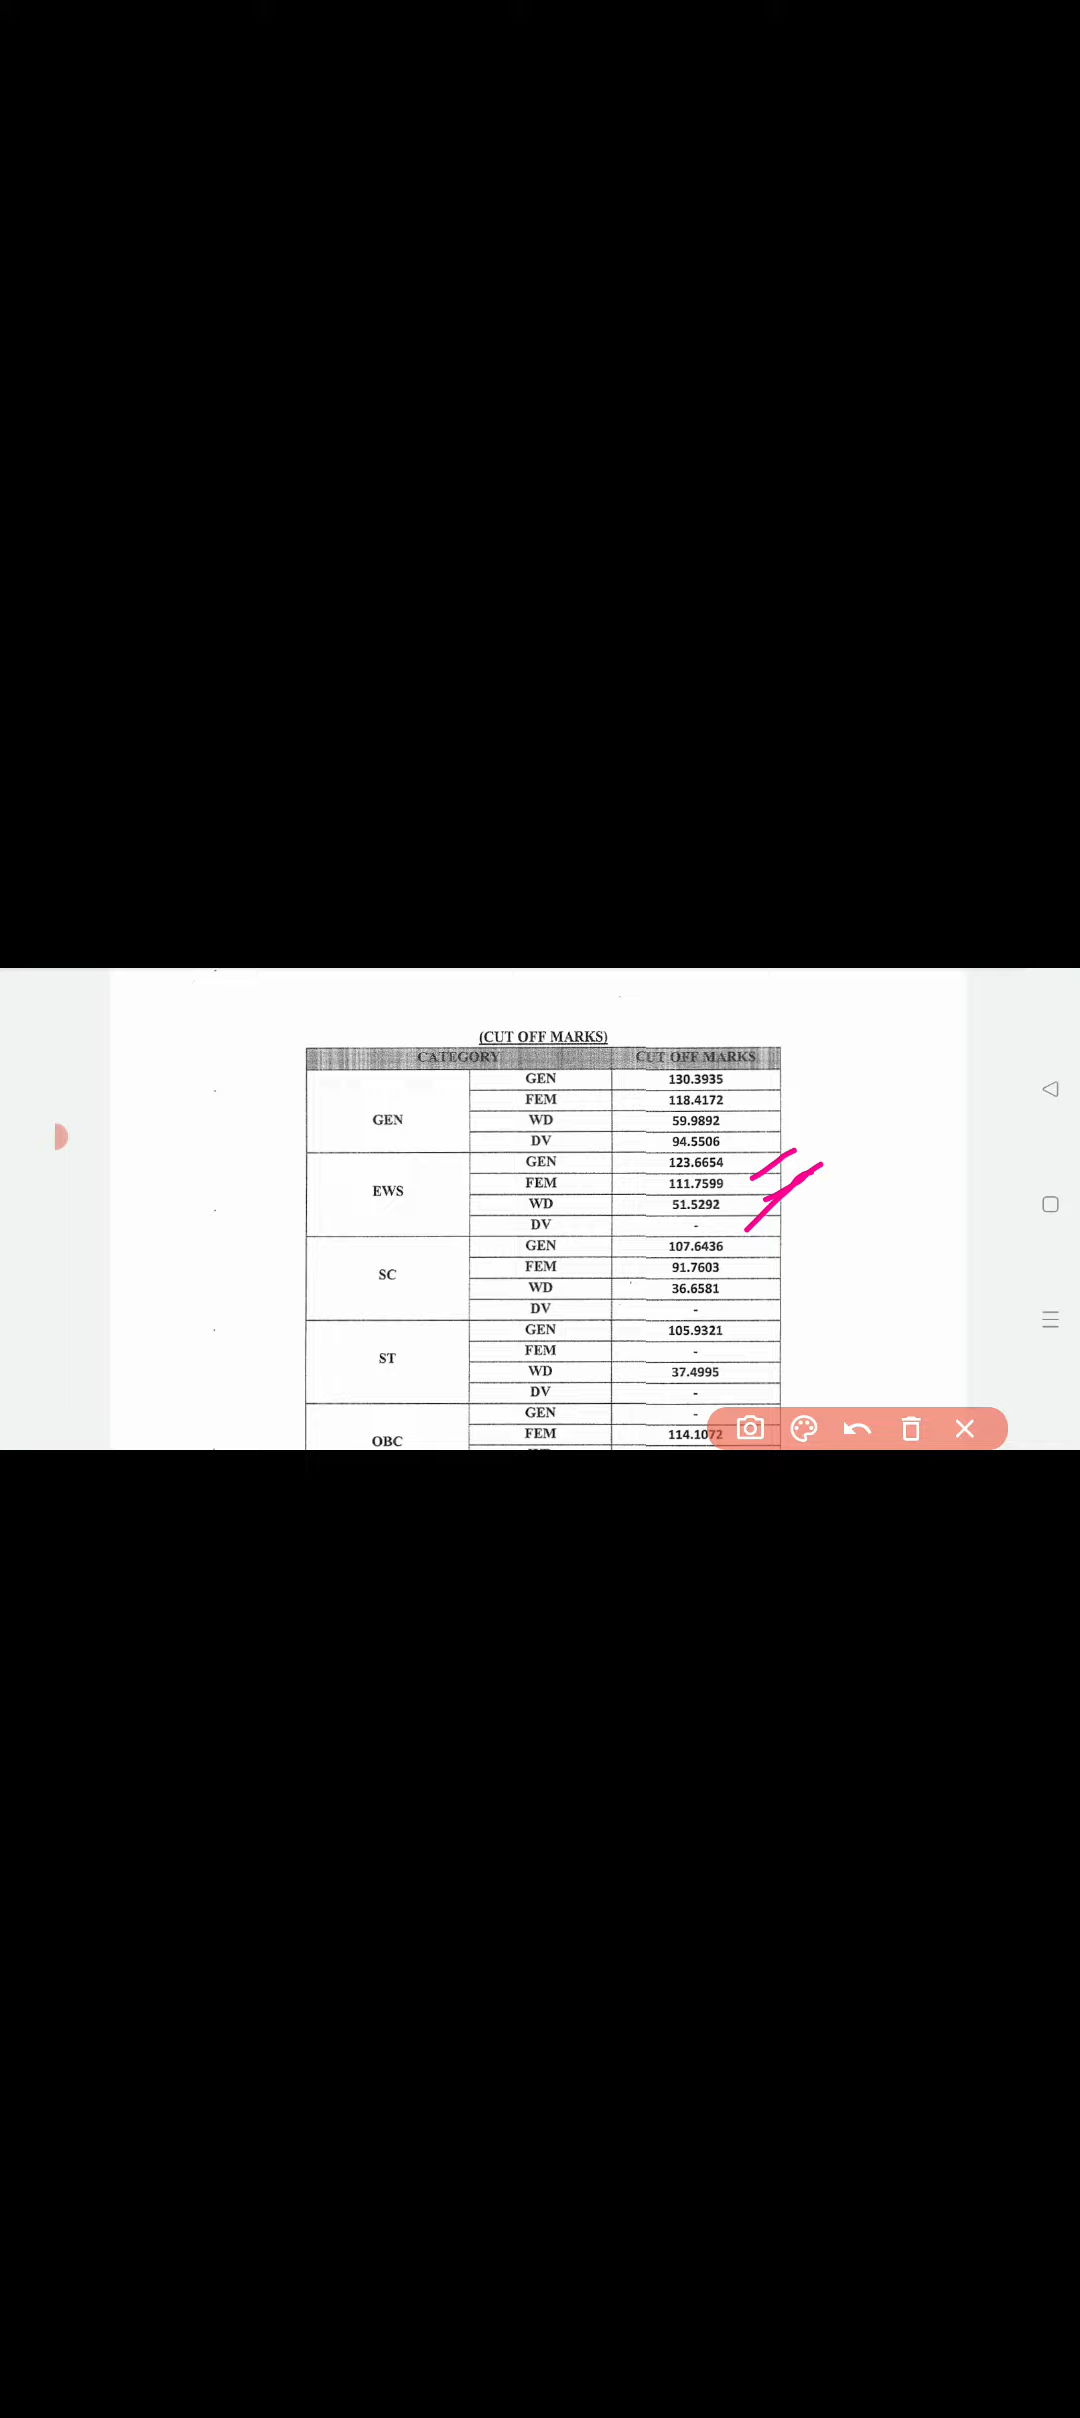 (CUT OFF MARKS)
CATEGORY CUT OFF MARKS
GEN GEN 130.3935
FEM 118.4172
WD 59.9892
DV 94.5506
EWS GEN 123.6654
FEM 111.7599
WD 51.5292
DV -
SC GEN 107.6436
FEM 91.7603
WD 36.6581
DV -
ST GEN 105.9321
FEM -
WD 37.4995
DV -
OBC GEN -
FEM 114.1072